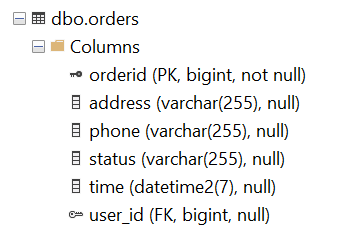 dbo.orders
Columns
orderid (PK, bigint, not null)
address (varchar(255), null)
phone (varchar(255), null)
status (varchar(255), null)
time (datetime2(7), null)
user_id (FK, bigint, null)